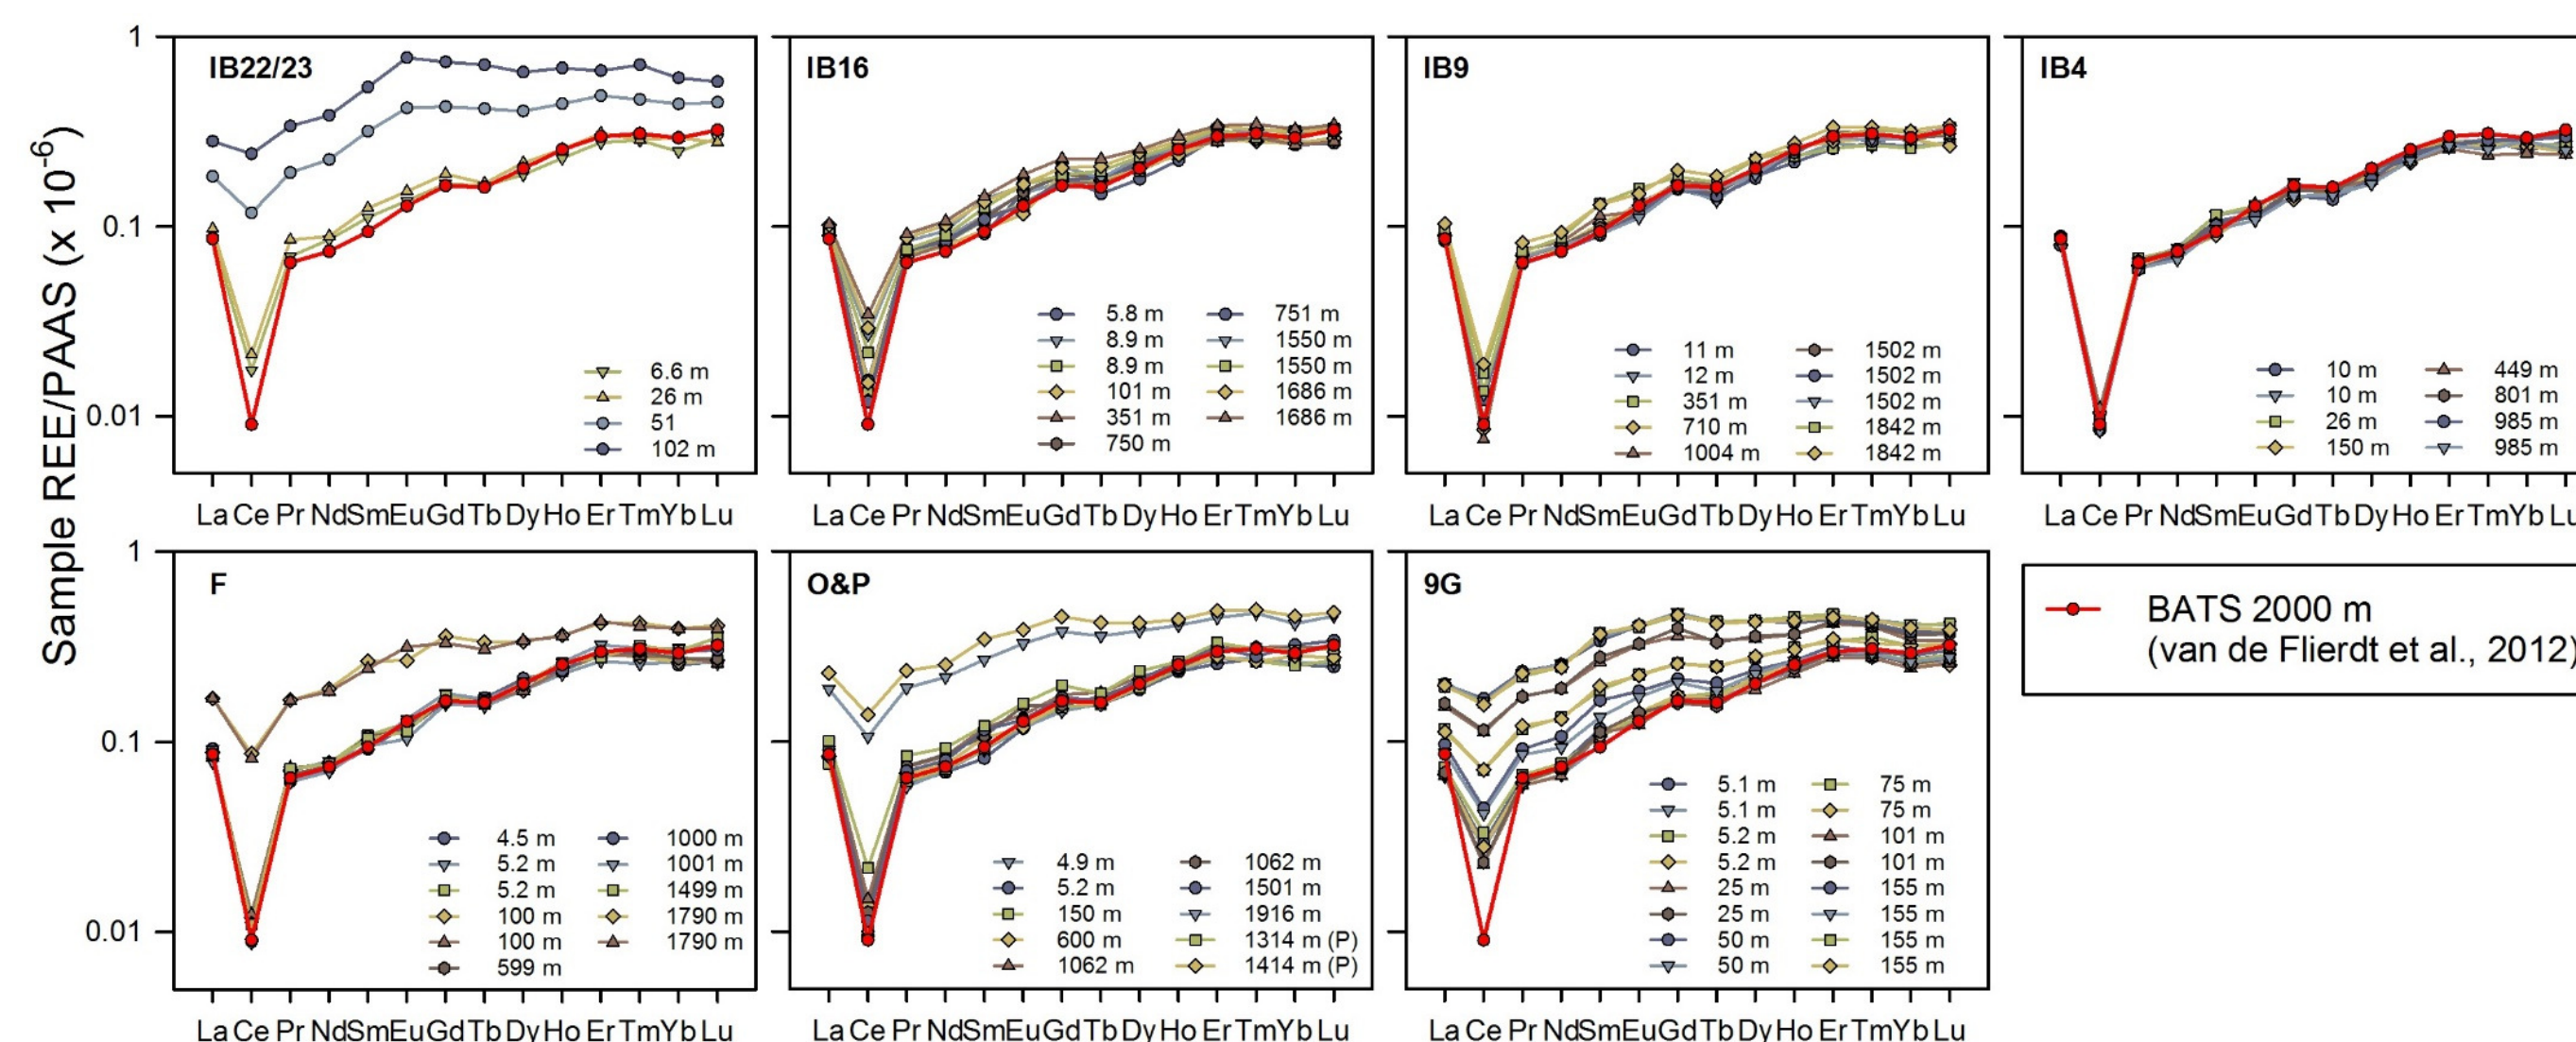 Sample REE/PAAS (x 10-6)
1
0.1
0.01
IB22/23
6.6 m
26 m
51
102 m
La Ce Pr Nd Sm Eu Gd Tb Dy Ho Er Tm Yb Lu
IB16
5.8 m 751 m
8.9 m 1550 m
8.9 m 1550 m
101 m 1686 m
351 m 1686 m
750 m
La Ce Pr Nd Sm Eu Gd Tb Dy Ho Er Tm Yb Lu
IB9
11 m 1502 m
12 m 1502 m
351 m 1502 m
710 m 1842 m
1004 m 1842 m
La Ce Pr Nd Sm Eu Gd Tb Dy Ho Er Tm Yb Lu
IB4
10 m 449 m
10 m 801 m
26 m 985 m
150 m 985 m
La Ce Pr Nd Sm Eu Gd Tb Dy Ho Er Tm Yb Lu
1
0.1
0.01
F
4.5 m 1000 m
5.2 m 1001 m
5.2 m 1499 m
100 m 1790 m
100 m 1790 m
599 m
La Ce Pr Nd Sm Eu Gd Tb Dy Ho Er Tm Yb Lu
O&P
4.9 m 1062 m
5.2 m 1501 m
150 m 1916 m
600 m 1314 m (P)
1062 m 1414 m (P)
La Ce Pr Nd Sm Eu Gd Tb Dy Ho Er Tm Yb Lu
9G
5.1 m 75 m
5.1 m 75 m
5.2 m 101 m
5.2 m 101 m
25 m 155 m
25 m 155 m
50 m 155 m
50 m 155 m
La Ce Pr Nd Sm Eu Gd Tb Dy Ho Er Tm Yb Lu
BATS 2000 m
(van de Flierdt et al., 2012)